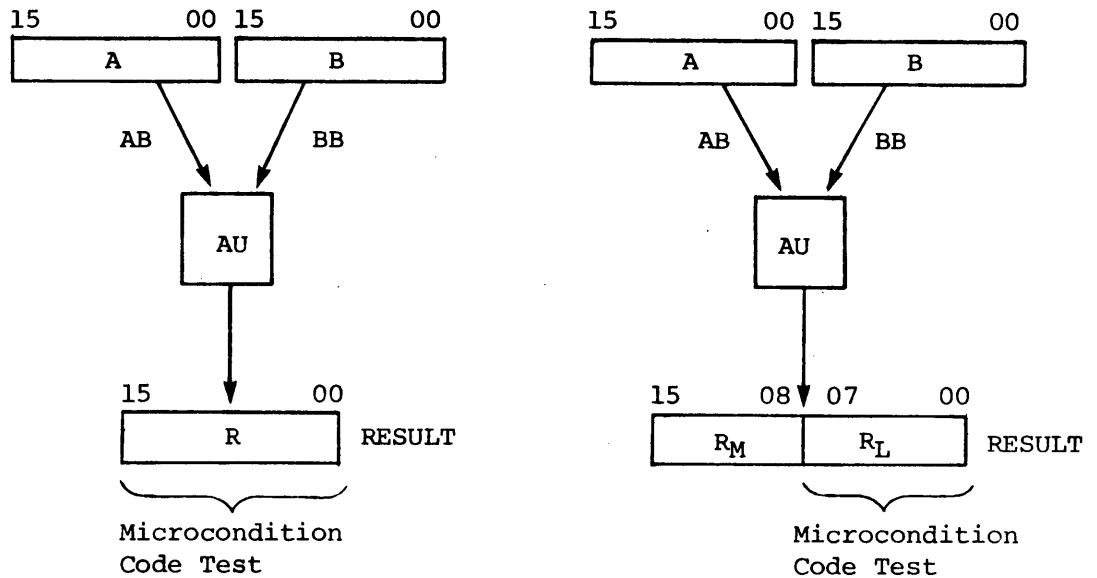 15 00 15 00
A B
AB BB
AU
15 00
R RESULT
Microcondition
Code Test
15 00 15 00
A B
AB BB
AU
15 08 07 00
RM RL RESULT
Microcondition
Code Test